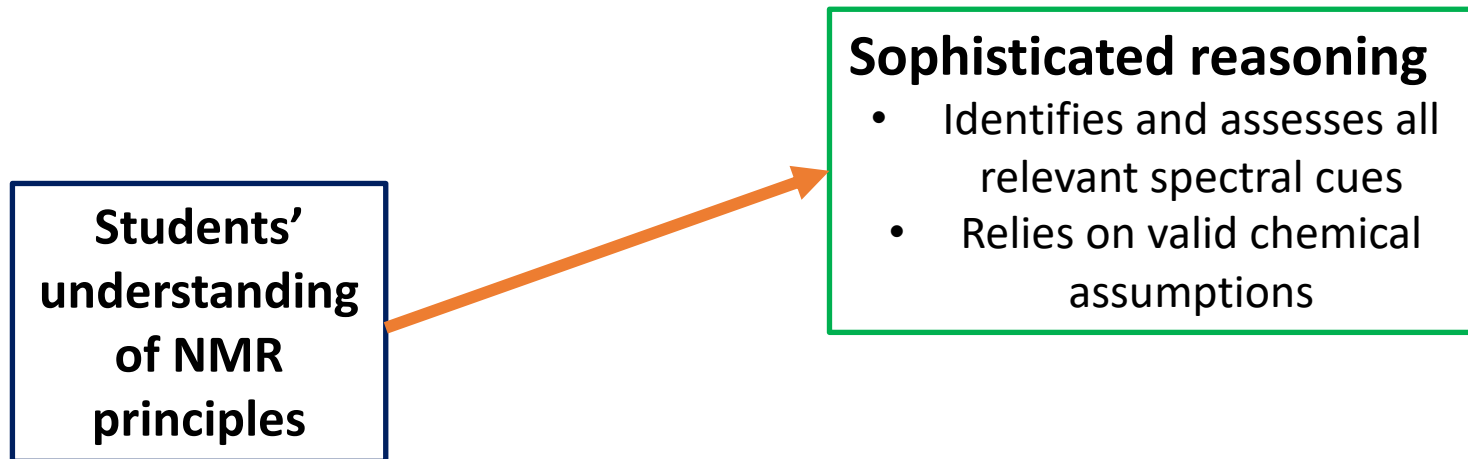 Students’
understanding
of NMR
principles
Sophisticated reasoning
• Identifies and assesses all
relevant spectral cues
• Relies on valid chemical
assumptions